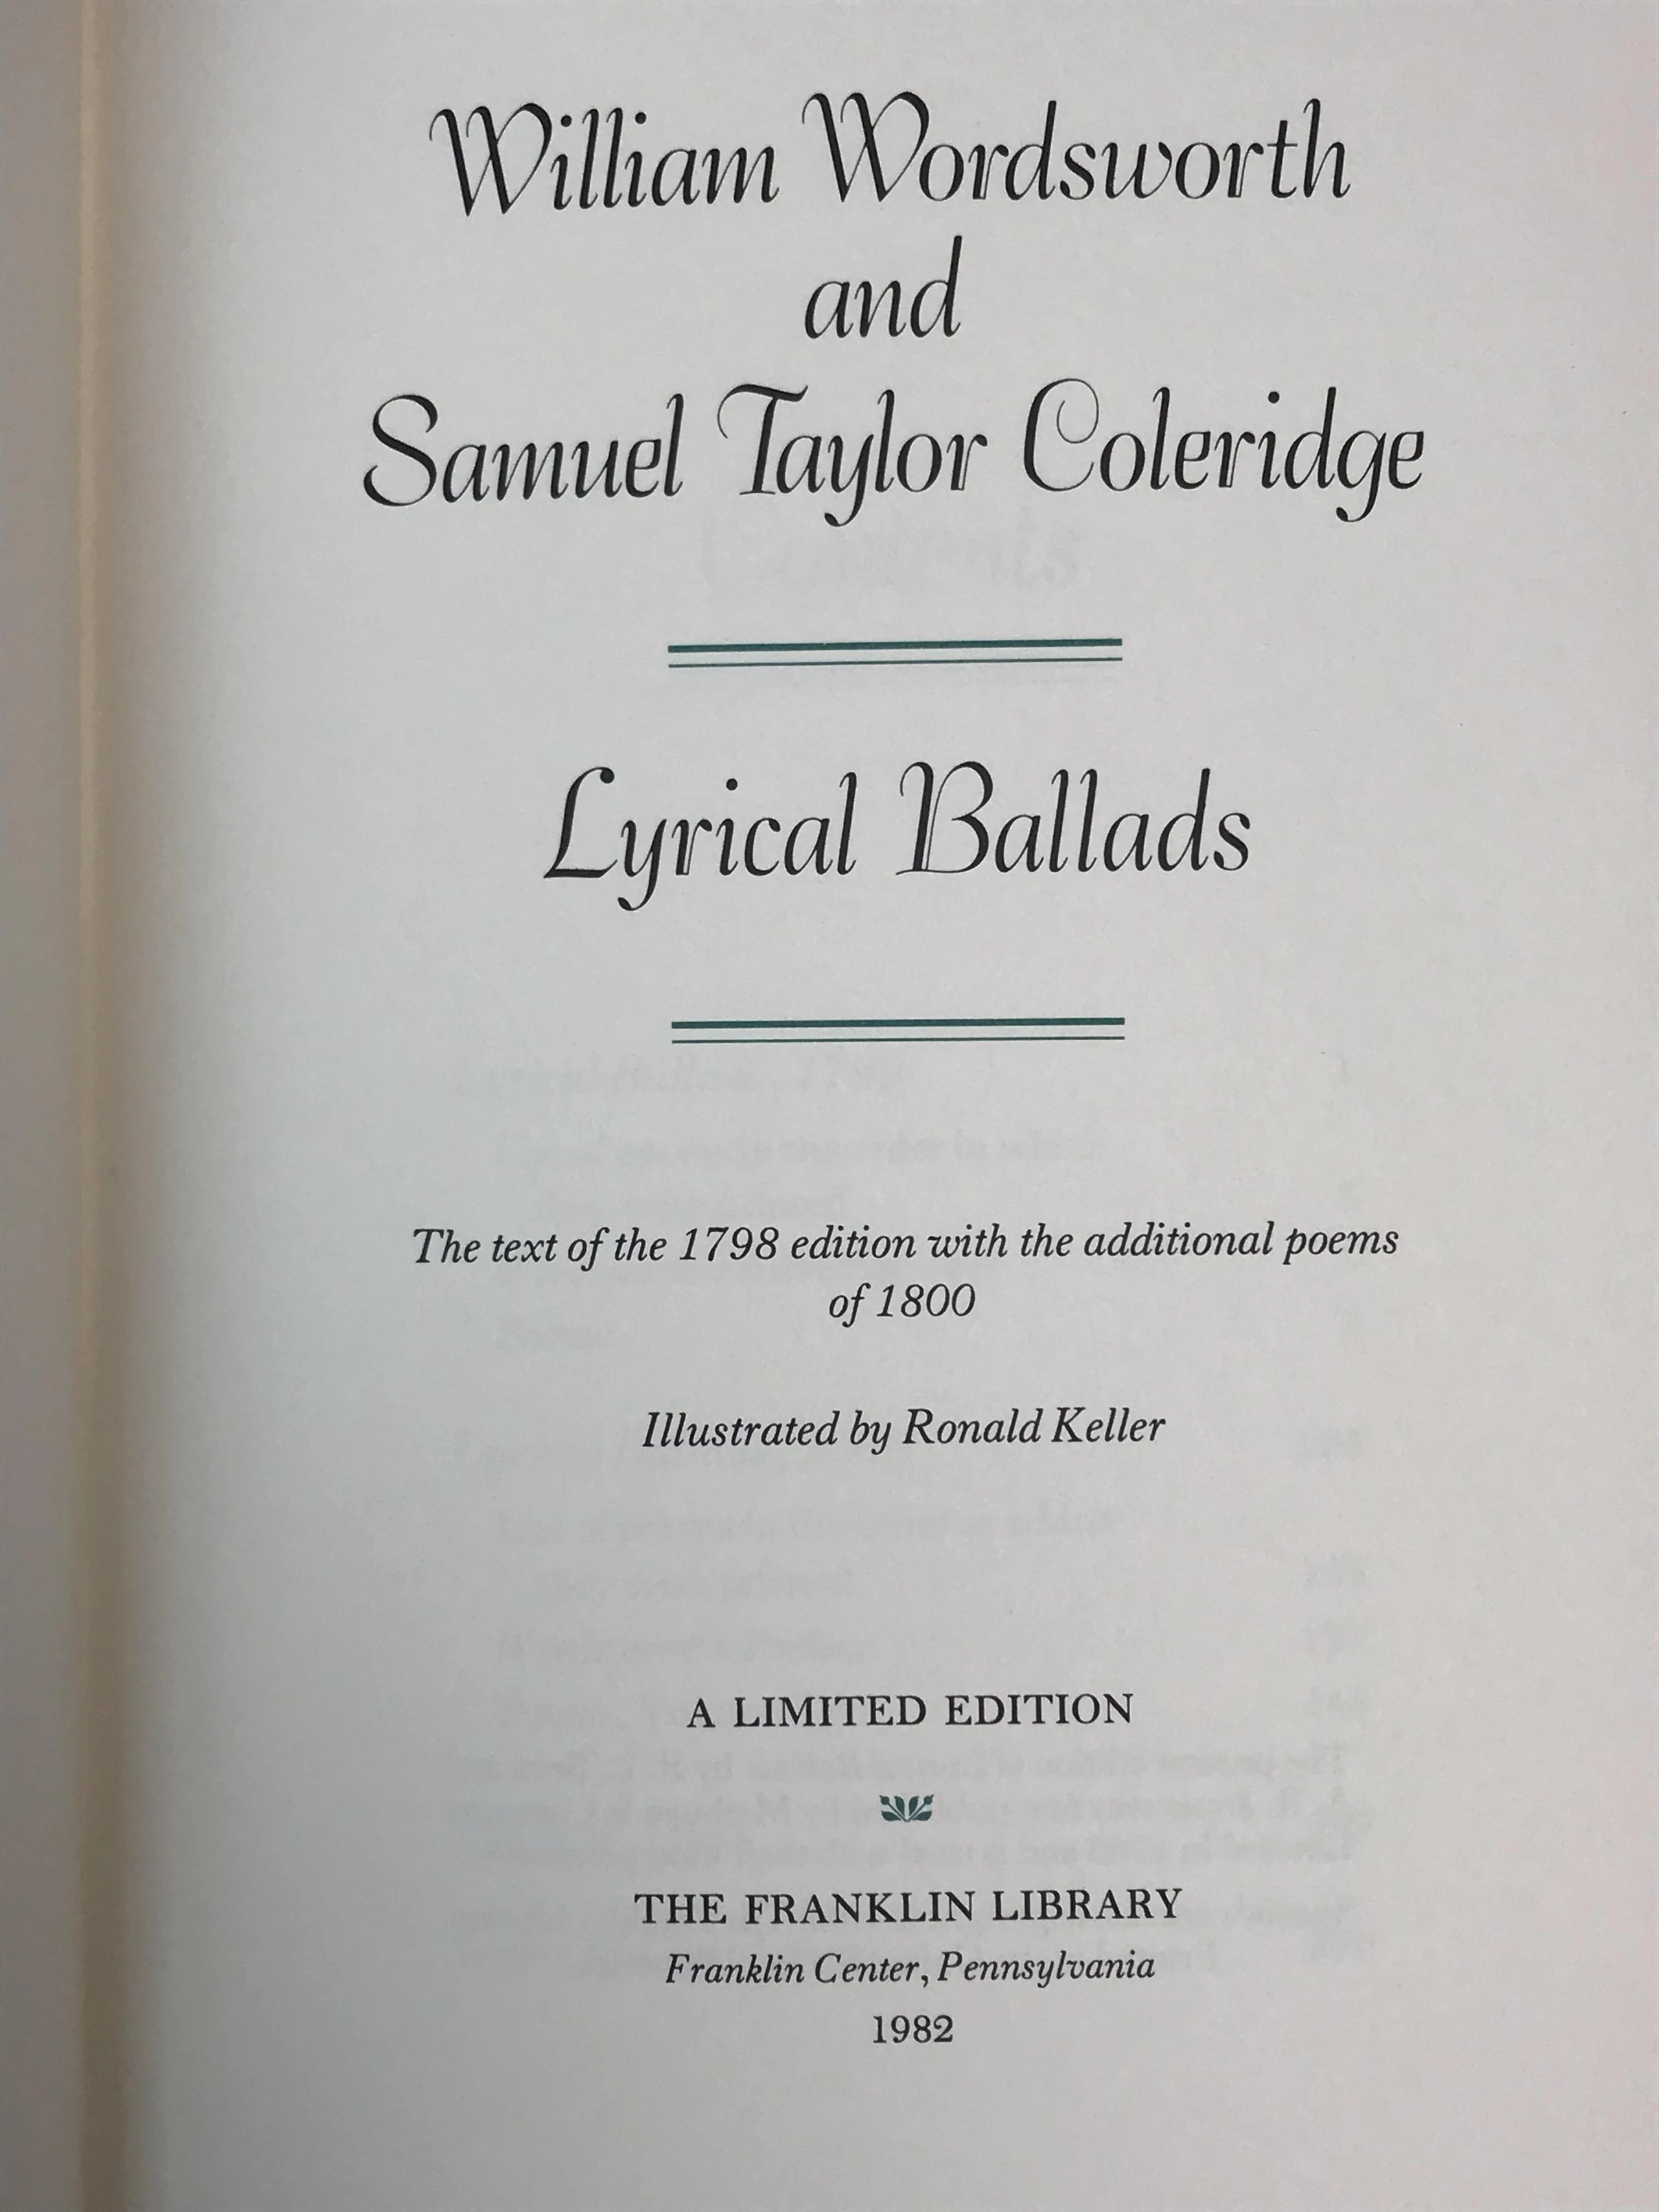 William Wordsworth
and
Samuel Taylor Coleridge
Lyrical Ballads
The text of the 1798 edition with the additional poems
of 1800
Illustrated by Ronald Keller
A LIMITED EDITION
THE FRANKLIN LIBRARY
Franklin Center, Pennsylvania
1982